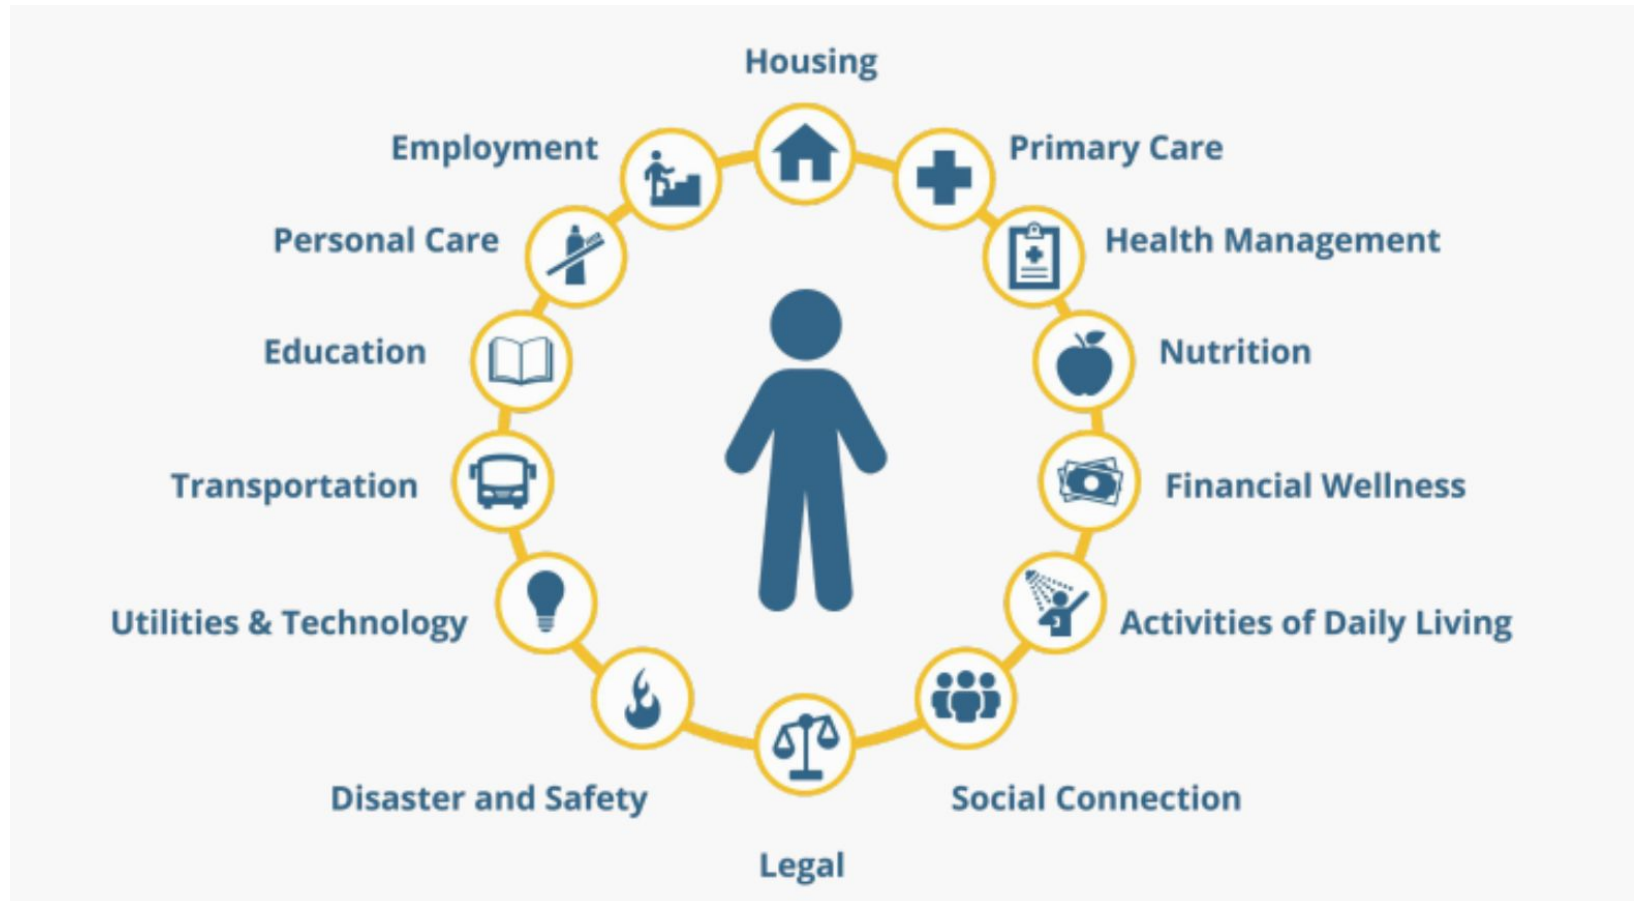 Housing
Employment
Primary Care
Personal Care
Health Management
Education
Nutrition
Transportation
Financial Wellness
Utilities & Technology
Activities of Daily Living
Disaster and Safety
Social Connection
Legal